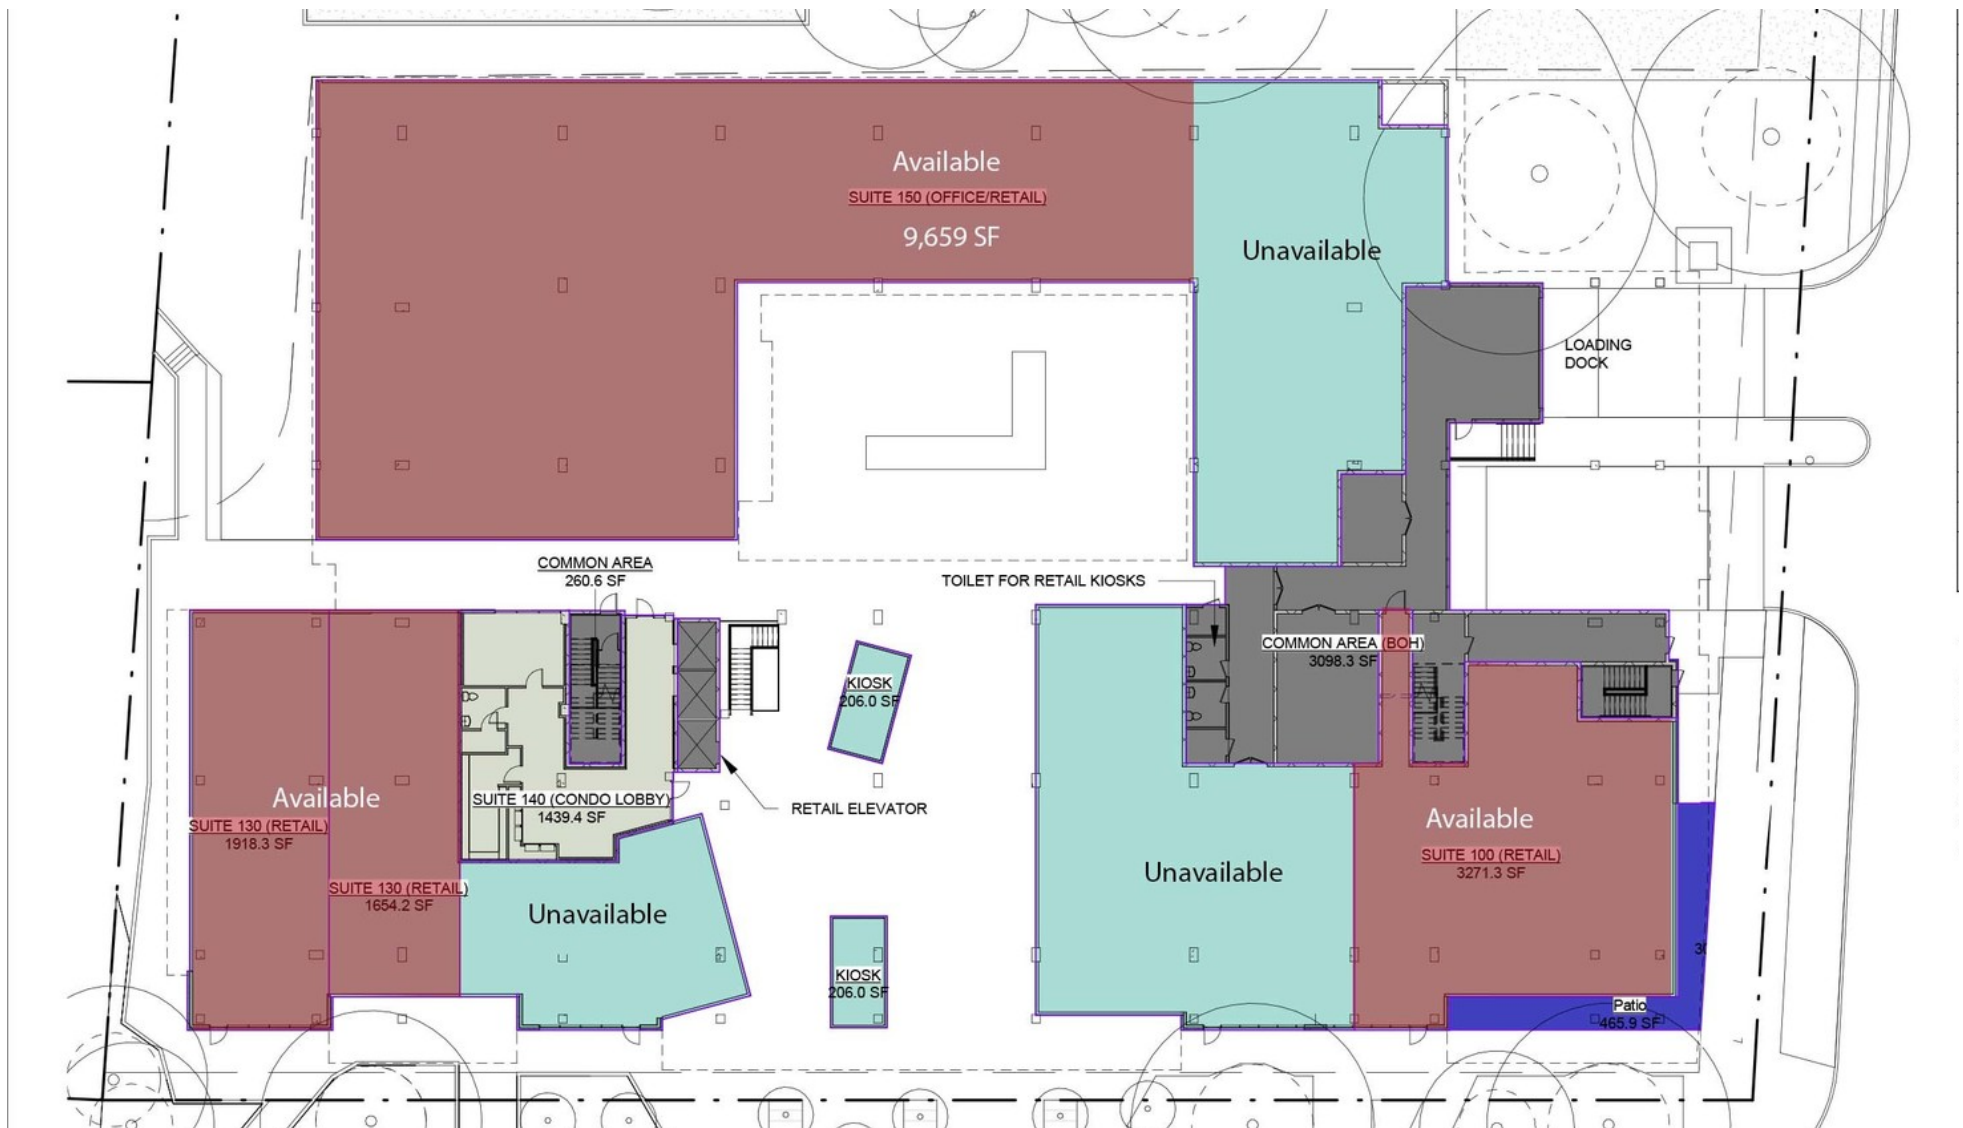 Available
SUITE 150 (OFFICE/RETAIL)
9,659 SF
Unavailable
LOADING
DOCK
COMMON AREA
260.6 SF
TOILET FOR RETAIL KIOSKS
COMMON AREA (BOH)
3098.3 SF
KIOSK
206.0 SF
Available
SUITE 130 (RETAIL)
1918.3 SF
SUITE 140 (CONDO LOBBY)
1439.4 SF
RETAIL ELEVATOR
SUITE 130 (RETAIL)
1654.2 SF
Unavailable
KIOSK
206.0 SF
Unavailable
Available
SUITE 100 (RETAIL)
3271.3 SF
Patio
465.9 SF